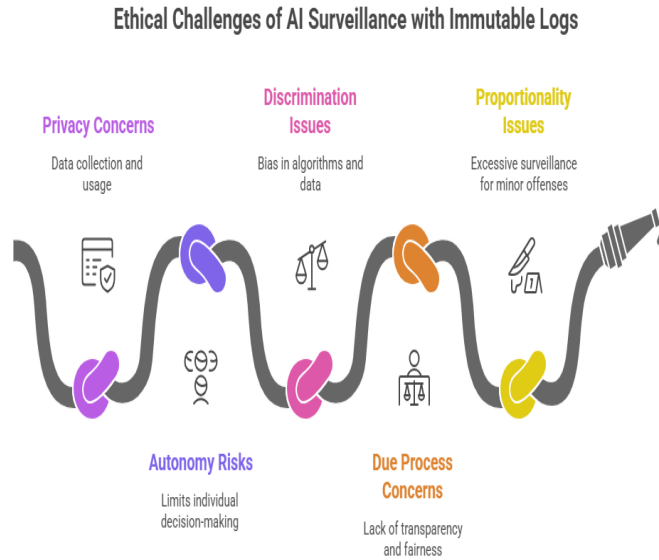 Ethical Challenges of AI Surveillance with Immutable Logs
Privacy Concerns
Data collection and
usage
Discrimination
Issues
Bias in algorithms and
data
Proportionality
Issues
Excessive surveillance
for minor offenses
Autonomy Risks
Limits individual
decision-making
Due Process
Concerns
Lack of transparency
and fairness